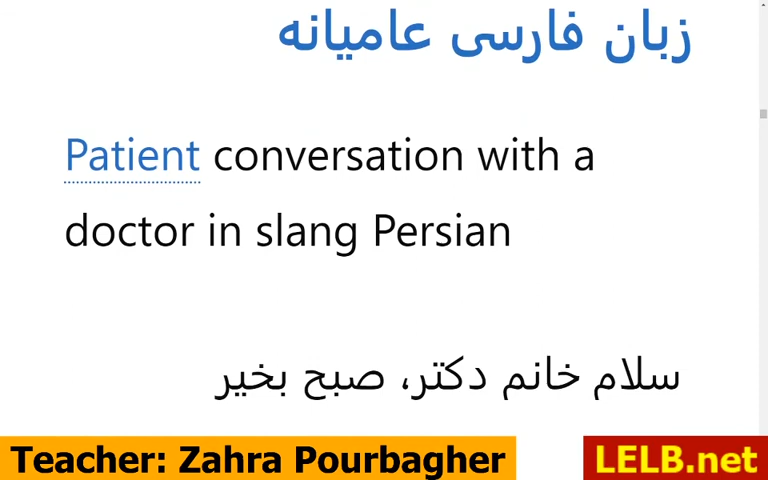 زبان فارسی عامیانه
Patient conversation with a
doctor in slang Persian
سلام خانم دکتر، صبح بخیر
Teacher: Zahra Pourbagher
LELB.net